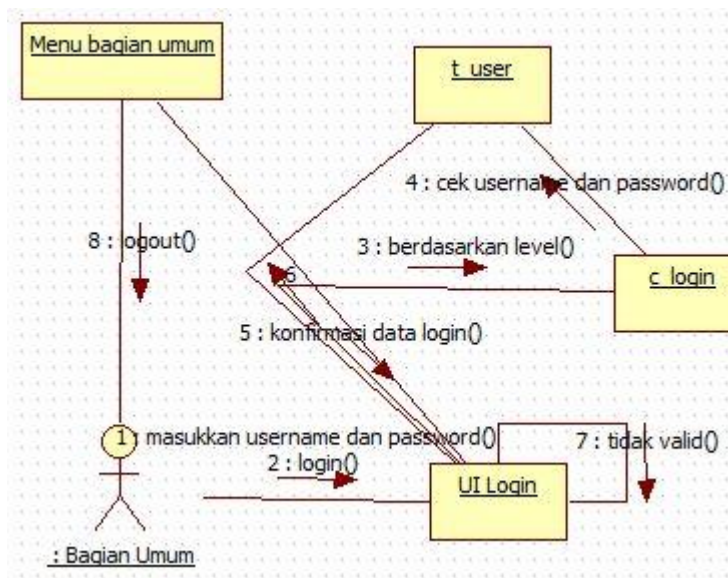 Menu bagian umum
t_user
4 : cek username dan password()
8 : logout()
3 : berdasarkan level()
6
c_login
5 : konfirmasi data login()
1 : masukkan username dan password()
7 : tidak valid()
2 : login()
UI Login
: Bagian Umum